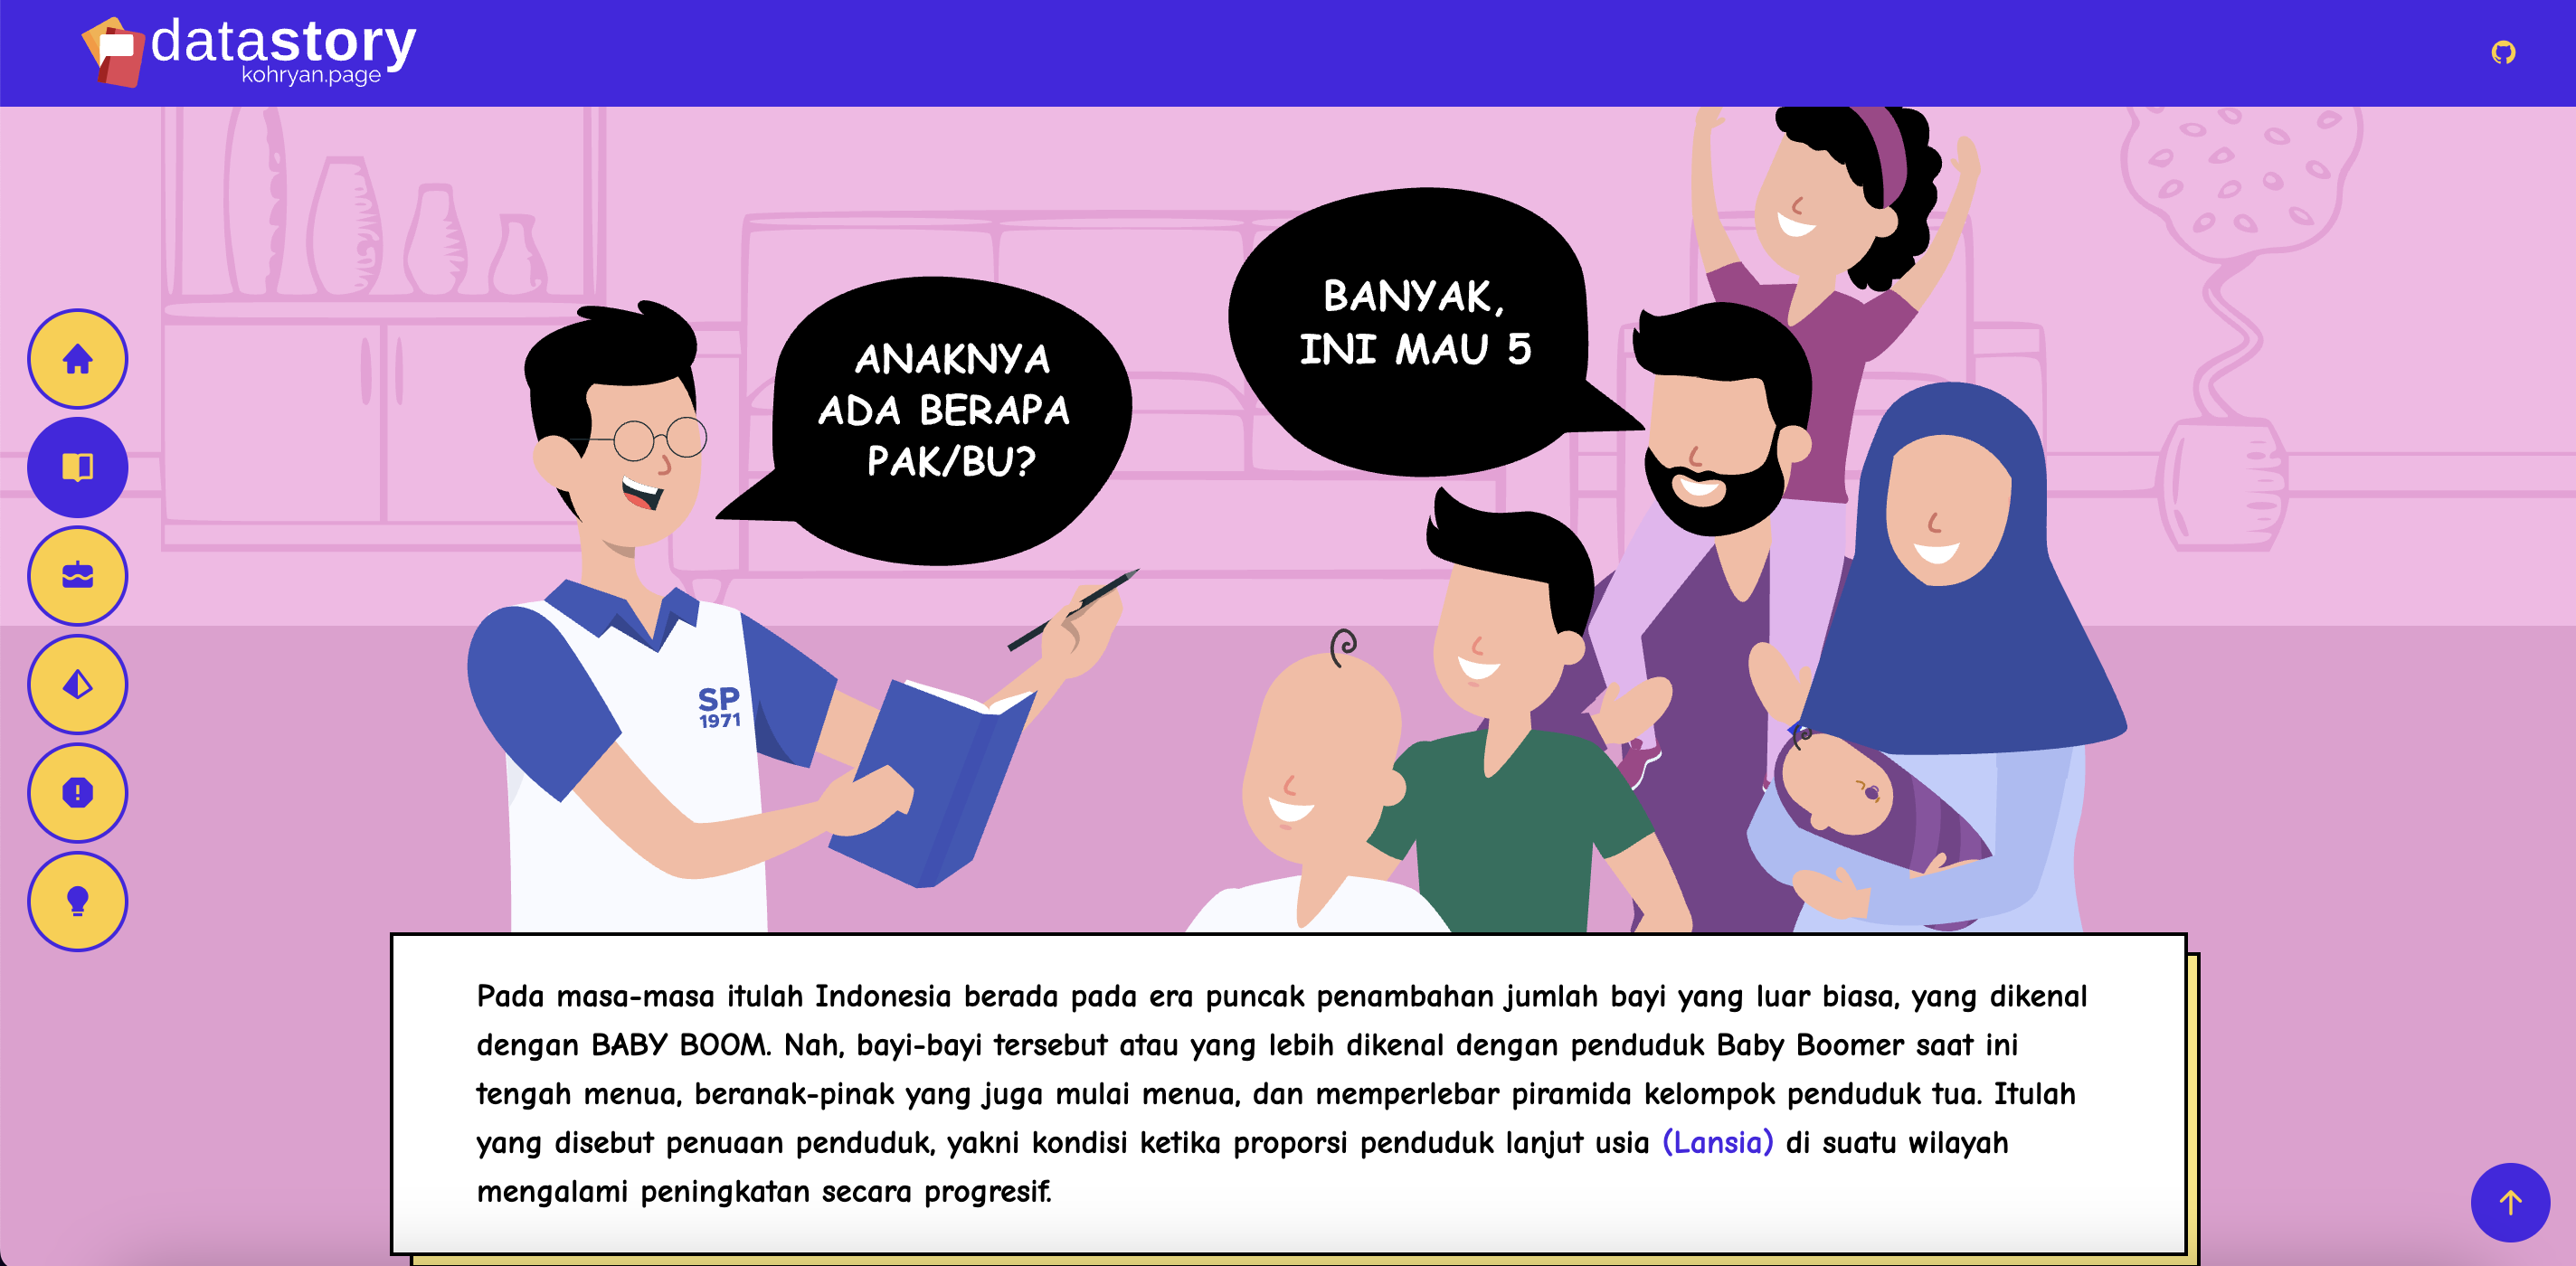 datastory
kohryan.page
ANAKNYA
ADA BERAPA
PAK/BU?
BANYAK,
INI MAU 5
SP
1971
Pada masa-masa itulah Indonesia berada pada era puncak penambahan jumlah bayi yang luar biasa, yang dikenal
dengan BABY BOOM. Nah, bayi-bayi tersebut atau yang lebih dikenal dengan penduduk Baby Boomer saat ini
tengah menua, beranak-pinak yang juga mulai menua, dan memperlebar piramida kelompok penduduk tua. Itulah
yang disebut penuaan penduduk, yakni kondisi ketika proporsi penduduk lanjut usia (Lansia) di suatu wilayah
mengalami peningkatan secara progresif.